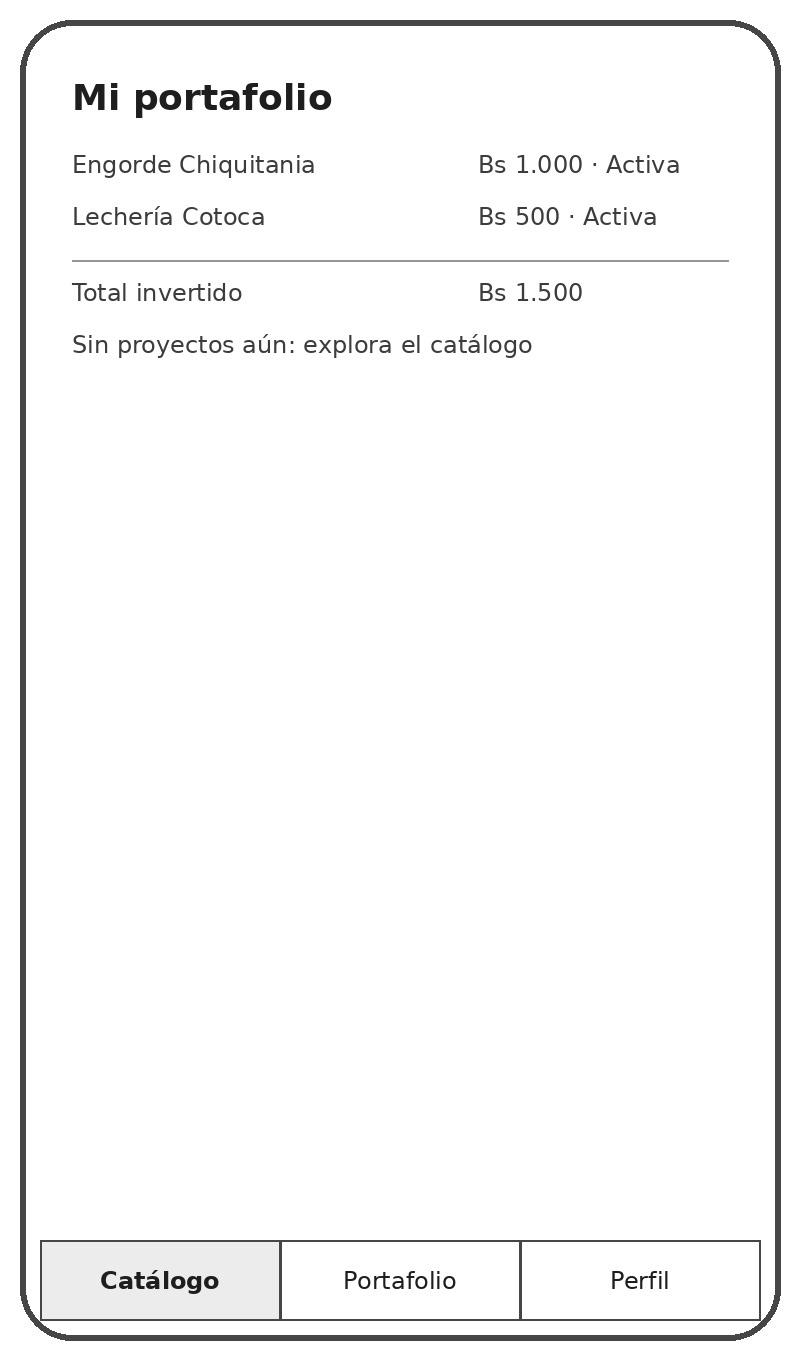 Mi portafolio
Engorde Chiquitania Bs 1.000 · Activa
Lechería Cotoca Bs 500 · Activa
Total invertido Bs 1.500
Sin proyectos aún: explora el catálogo
Catálogo Portafolio Perfil